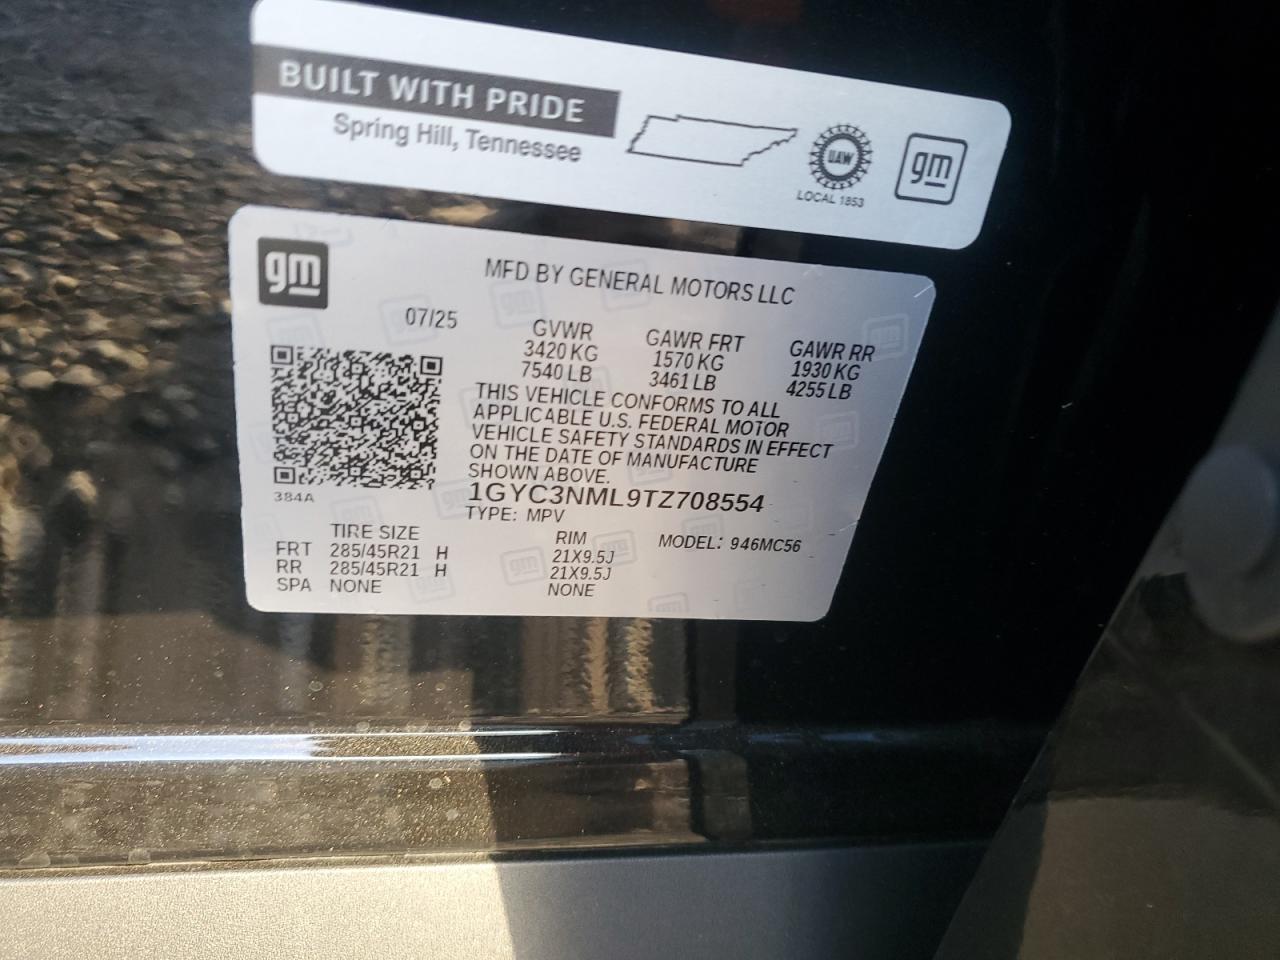 BUILT WITH PRIDE
Spring Hill, Tennessee
UAW
LOCAL 1853
gm
gm
MFD BY GENERAL MOTORS LLC
07/25
GVWR GAWR FRT GAWR RR
3420 KG 1570 KG 1930 KG
7540 LB 3461 LB 4255 LB
THIS VEHICLE CONFORMS TO ALL
APPLICABLE U.S. FEDERAL MOTOR
VEHICLE SAFETY STANDARDS IN EFFECT
ON THE DATE OF MANUFACTURE
SHOWN ABOVE.
384A
1GYC3NML9TZ708554
TYPE: MPV
TIRE SIZE RIM MODEL: 946MC56
FRT 285/45R21 H 21X9.5J
RR 285/45R21 H 21X9.5J
SPA NONE NONE